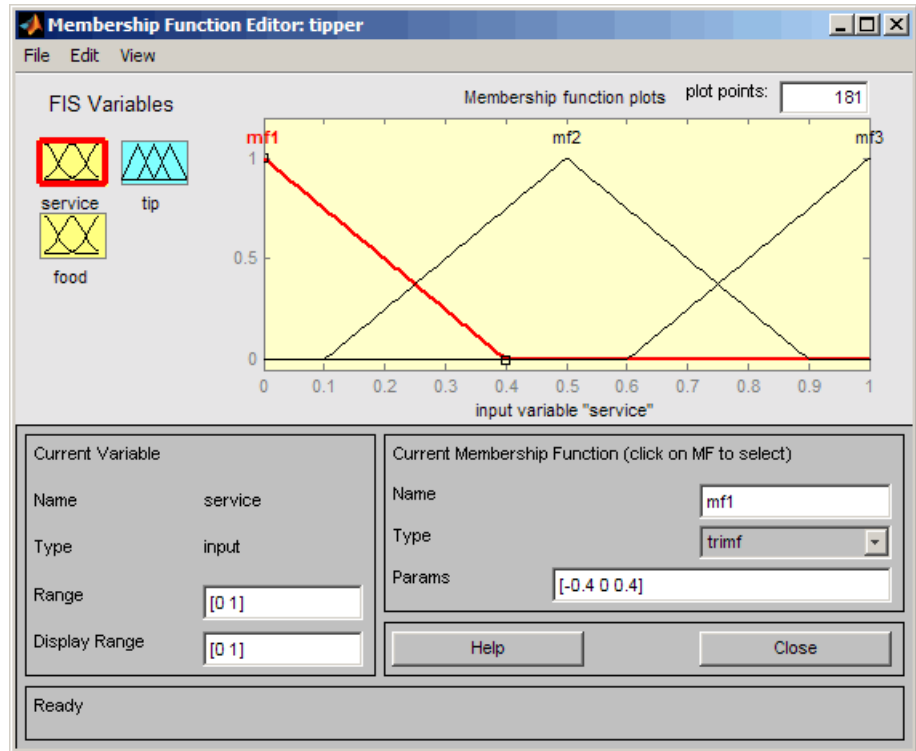 Membership Function Editor: tipper
File Edit View
FIS Variables
Membership function plots plot points: 181
mf1 mf2 mf3
service tip
food
1
0.5
0
0 0.1 0.2 0.3 0.4 0.5 0.6 0.7 0.8 0.9 1
input variable "service"
Current Variable
Name service
Type input
Range [0 1]
Display Range [0 1]
Current Membership Function (click on MF to select)
Name mf1
Type trimf
Params [-0.4 0 0.4]
Help Close
Ready